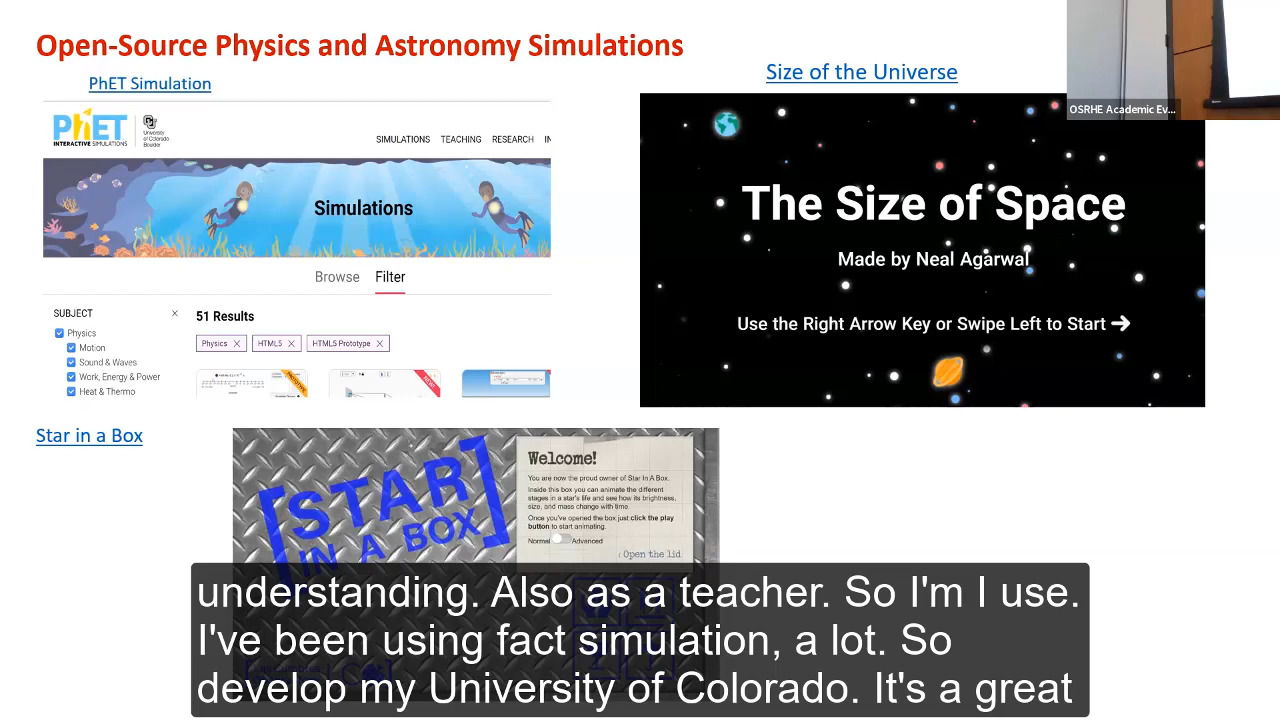 Open-Source Physics and Astronomy Simulations
PhET Simulation
Size of the Universe
OSRHE Academic Ev...
PhET
INTERACTIVE SIMULATIONS
University
of Colorado
Boulder
SIMULATIONS TEACHING RESEARCH IN
Simulations
Browse Filter
SUBJECT
51 Results
Physics
Motion
Sound & Waves
Work, Energy & Power
Heat & Thermo
Physics HTML5 HTML5 Prototype
PROTOTYPE
NEW
The Size of Space
Made by Neal Agarwal
Use the Right Arrow Key or Swipe Left to Start
Star in a Box
[STAR
IN A BOX]
Welcome!
You are now the proud owner of Star In A Box.
Inside this box you can animate the different
stages in a star's life and see how its brightness,
size, and mass change with time.
Once you've opened the box just click the play
button to start animating.
Normal Advanced
Open the lid
understanding. Also as a teacher. So I'm I use.
I've been using fact simulation, a lot. So
develop my University of Colorado. It's a great